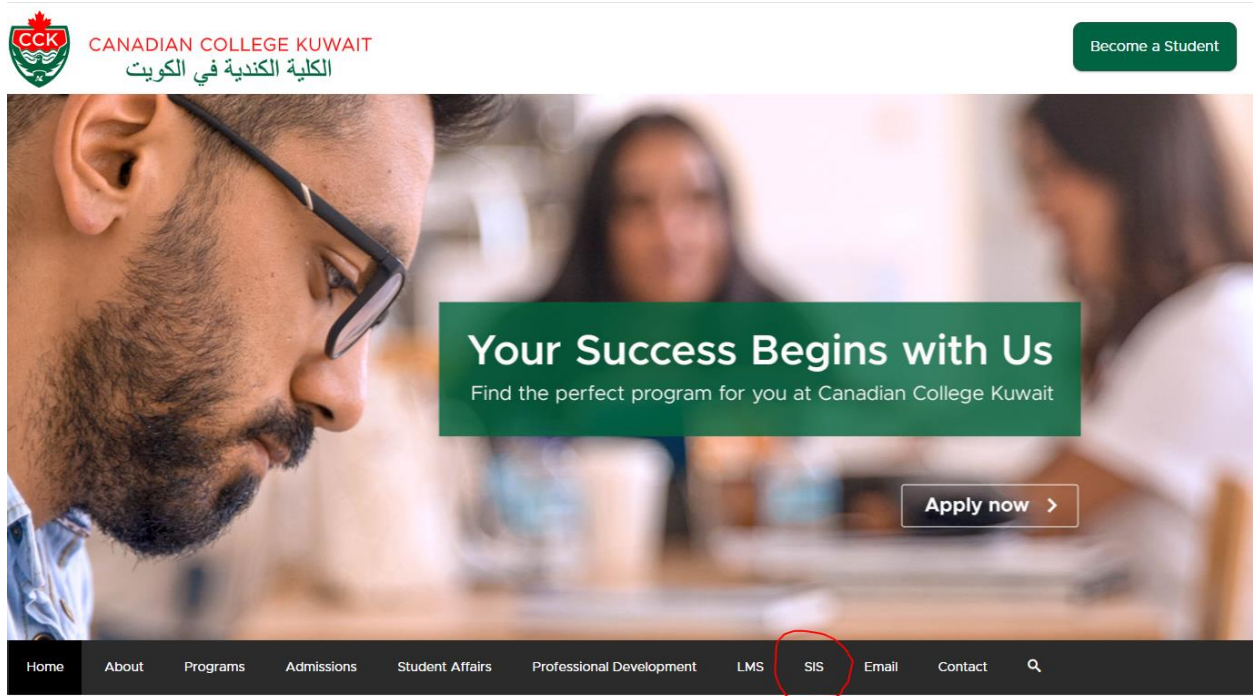 CCK
CANADIAN COLLEGE KUWAIT
الكلية الكندية في الكويت
Become a Student
Your Success Begins with Us
Find the perfect program for you at Canadian College Kuwait
Apply now >
Home About Programs Admissions Student Affairs Professional Development LMS SIS Email Contact